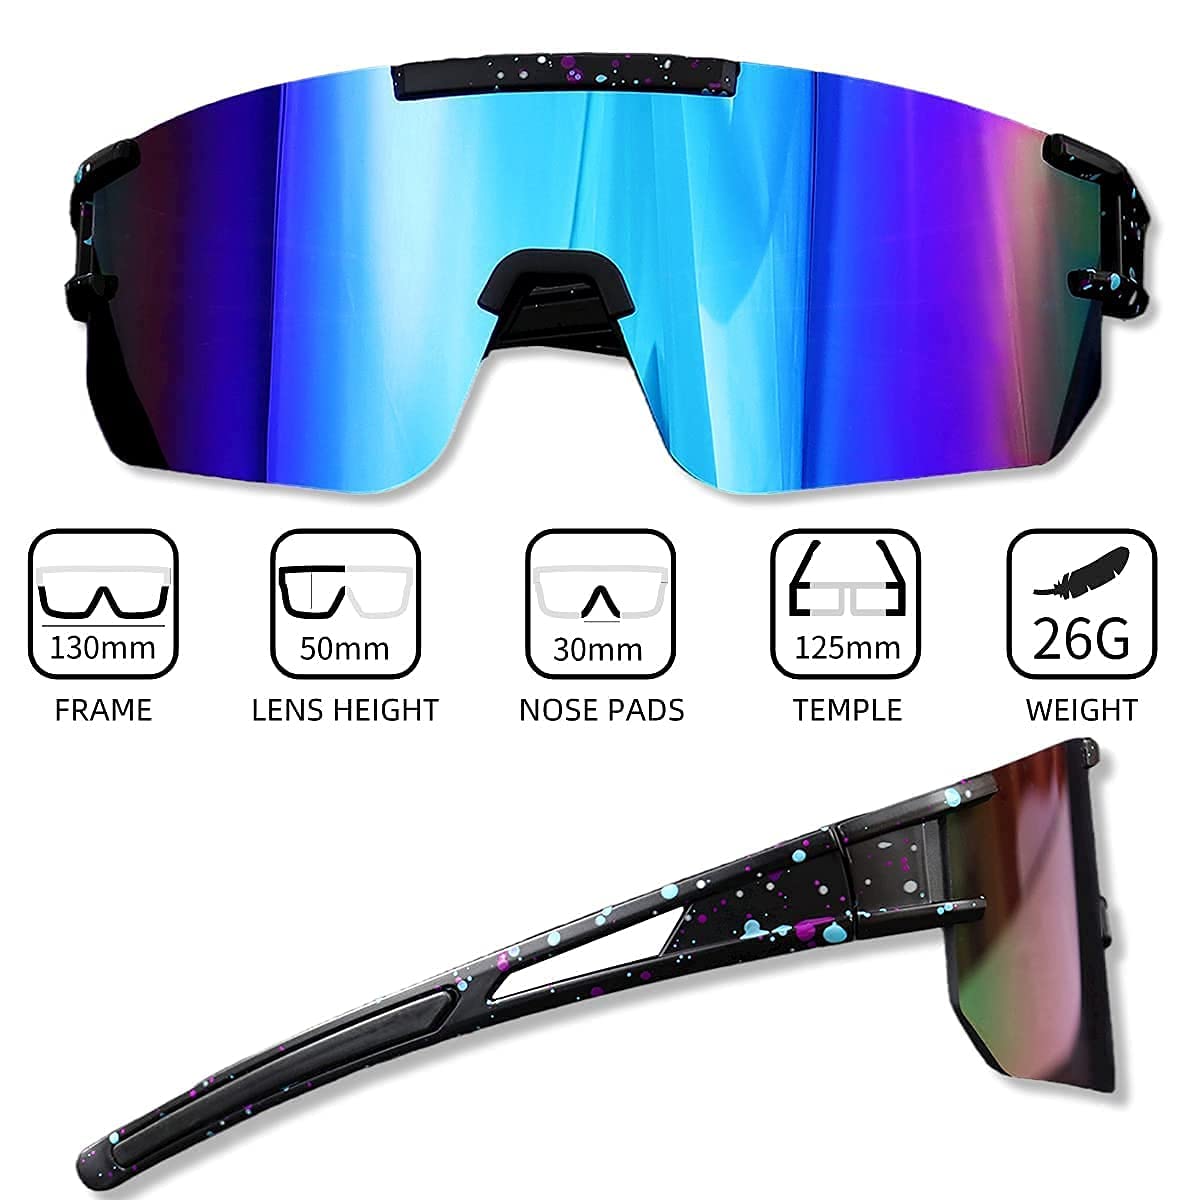 130mm
50mm
30mm
125mm
26G
FRAME
LENS HEIGHT
NOSE PADS
TEMPLE
WEIGHT